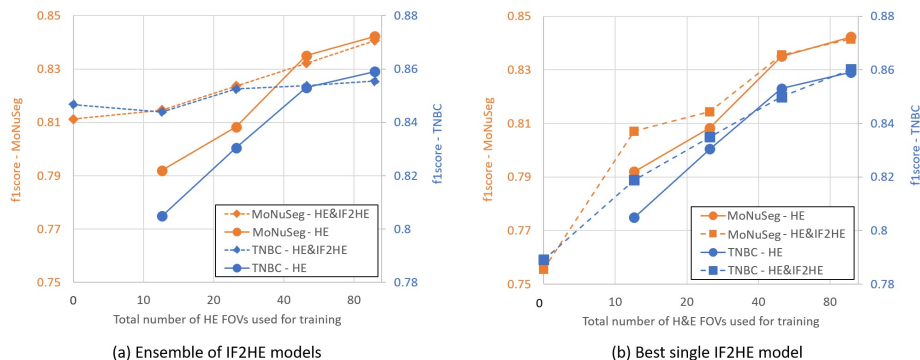 0.85
0.83
0.81
0.79
0.77
0.75
f1score - MoNuSeg
0.88
0.86
0.84
0.82
0.8
0.78
f1score - TNBC
MoNuSeg - HE&IF2HE
MoNuSeg - HE
TNBC - HE&IF2HE
TNBC - HE
0 10 20 40 80
Total number of HE FOVs used for training
(a) Ensemble of IF2HE models
0.85
0.83
0.81
0.79
0.77
0.75
f1score - MoNuSeg
0.88
0.86
0.84
0.82
0.8
0.78
f1score - TNBC
MoNuSeg - HE
MoNuSeg - HE&IF2HE
TNBC - HE
TNBC - HE&IF2HE
0 10 20 40 80
Total number of H&E FOVs used for training
(b) Best single IF2HE model